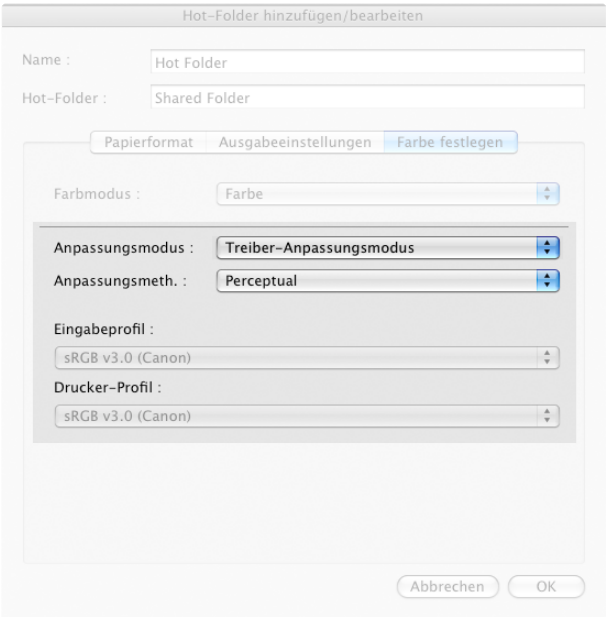 Hot-Folder hinzufügen/bearbeiten
Name : Hot Folder
Hot-Folder : Shared Folder
Papierformat Ausgabeeinstellungen Farbe festlegen
Farbmodus : Farbe
Anpassungsmodus : Treiber-Anpassungsmodus
Anpassungsmeth. : Perceptual
Eingabeprofil :
sRGB v3.0 (Canon)
Drucker-Profil :
sRGB v3.0 (Canon)
Abbrechen OK